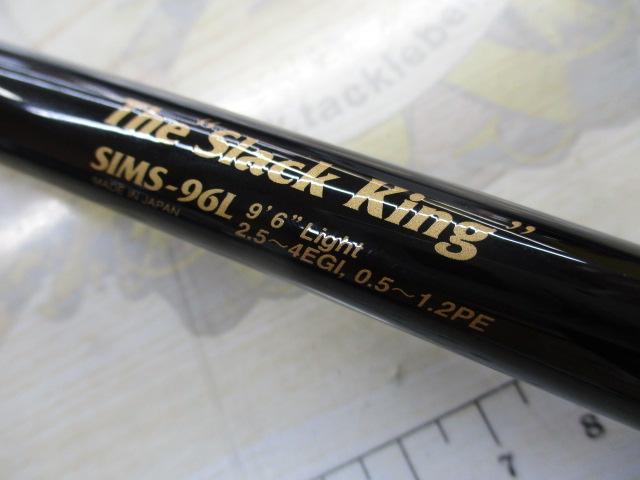 The “Slack King”
SIMS-96L 9'6" Light
MADE IN JAPAN 2.5～4EGI, 0.5～1.2PE
tacklebe
7 8